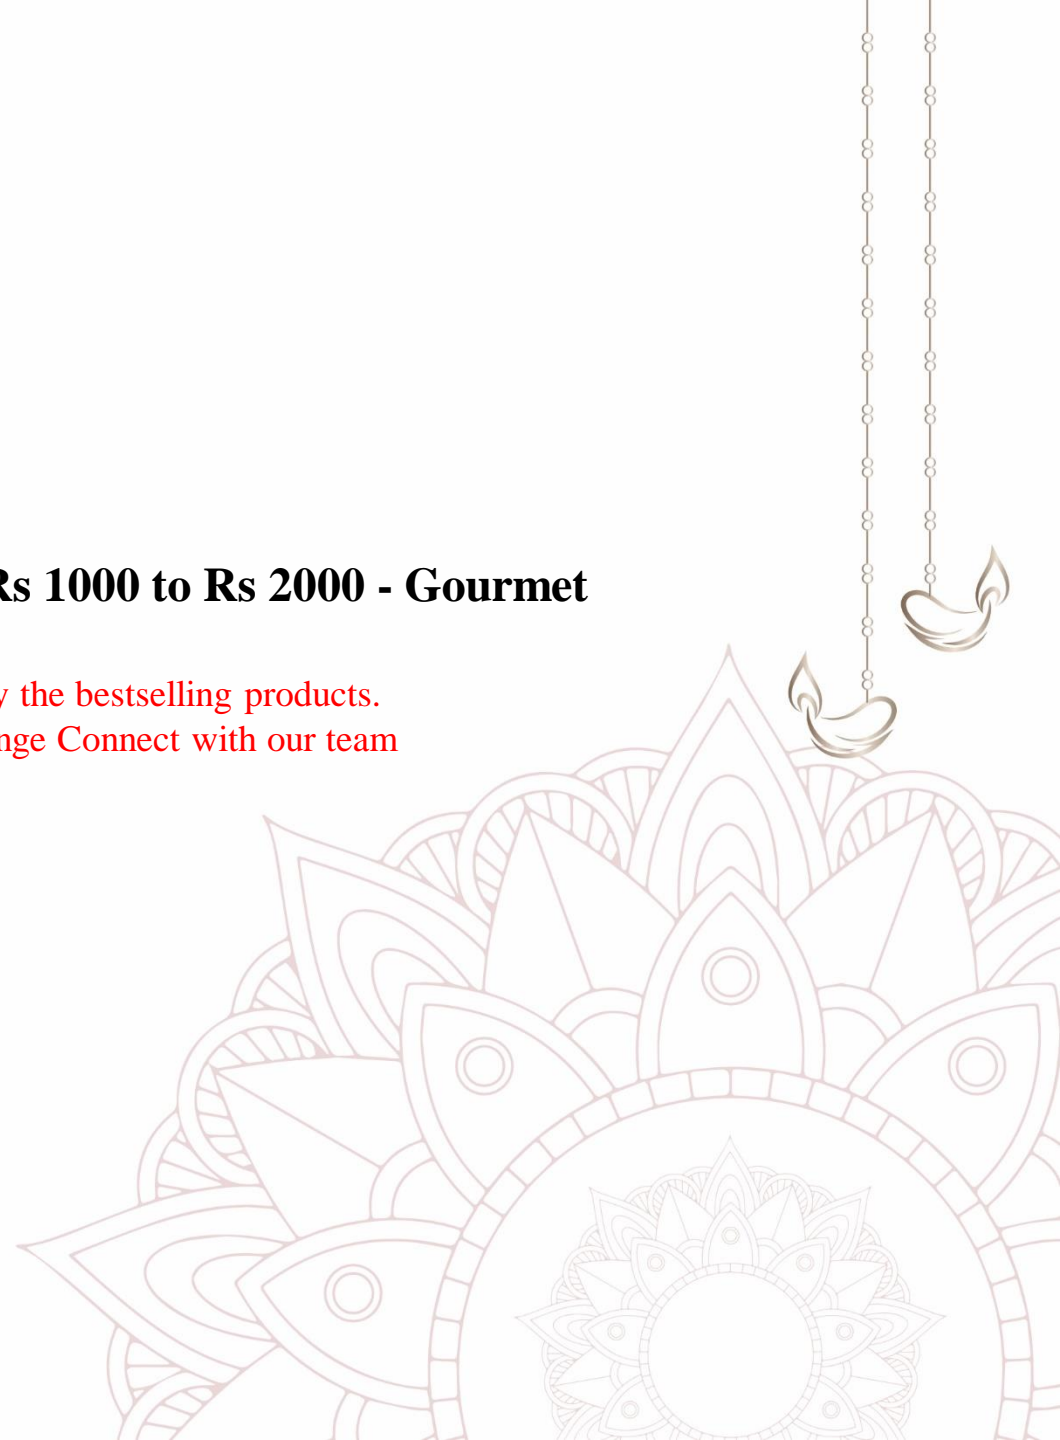 Rs 1000 to Rs 2000 - Gourmet
the bestselling products.
Connect with our team